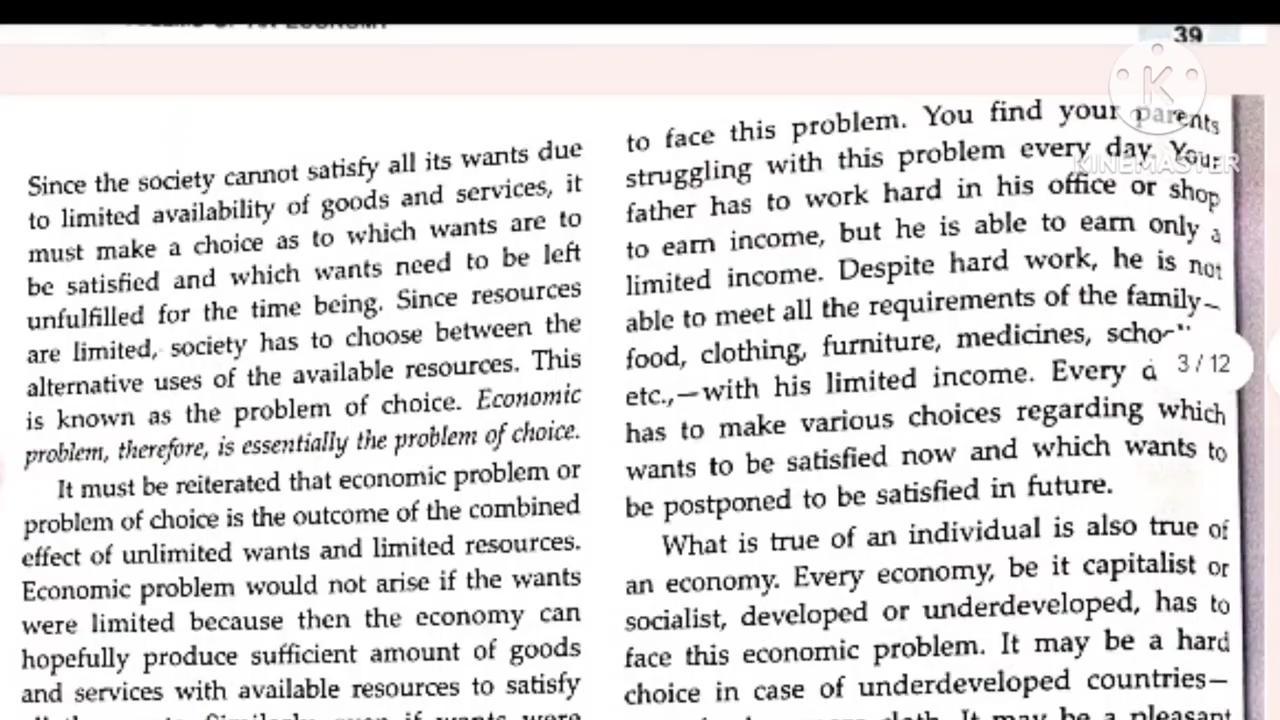 39
Since the society cannot satisfy all its wants due
to limited availability of goods and services, it
must make a choice as to which wants are to
be satisfied and which wants need to be left
unfulfilled for the time being. Since resources
are limited, society has to choose between the
alternative uses of the available resources. This
is known as the problem of choice. Economic
problem, therefore, is essentially the problem of choice.
It must be reiterated that economic problem or
problem of choice is the outcome of the combined
effect of unlimited wants and limited resources.
Economic problem would not arise if the wants
were limited because then the economy can
hopefully produce sufficient amount of goods
and services with available resources to satisfy
to face this problem. You find your parents
struggling with this problem every day. Your
father has to work hard in his office or shop
to earn income, but he is able to earn only a
limited income. Despite hard work, he is not
able to meet all the requirements of the family—
food, clothing, furniture, medicines,
etc.,—with his limited income. Every
has to make various choices regarding which
wants to be satisfied now and which wants to
be postponed to be satisfied in future.
What is true of an individual is also true of
an economy. Every economy, be it capitalist or
socialist, developed or underdeveloped, has to
face this economic problem. It may be a hard
choice in case of underdeveloped countries—
cloth. It may be a pleasant
K
KINEMASTER
3 / 12